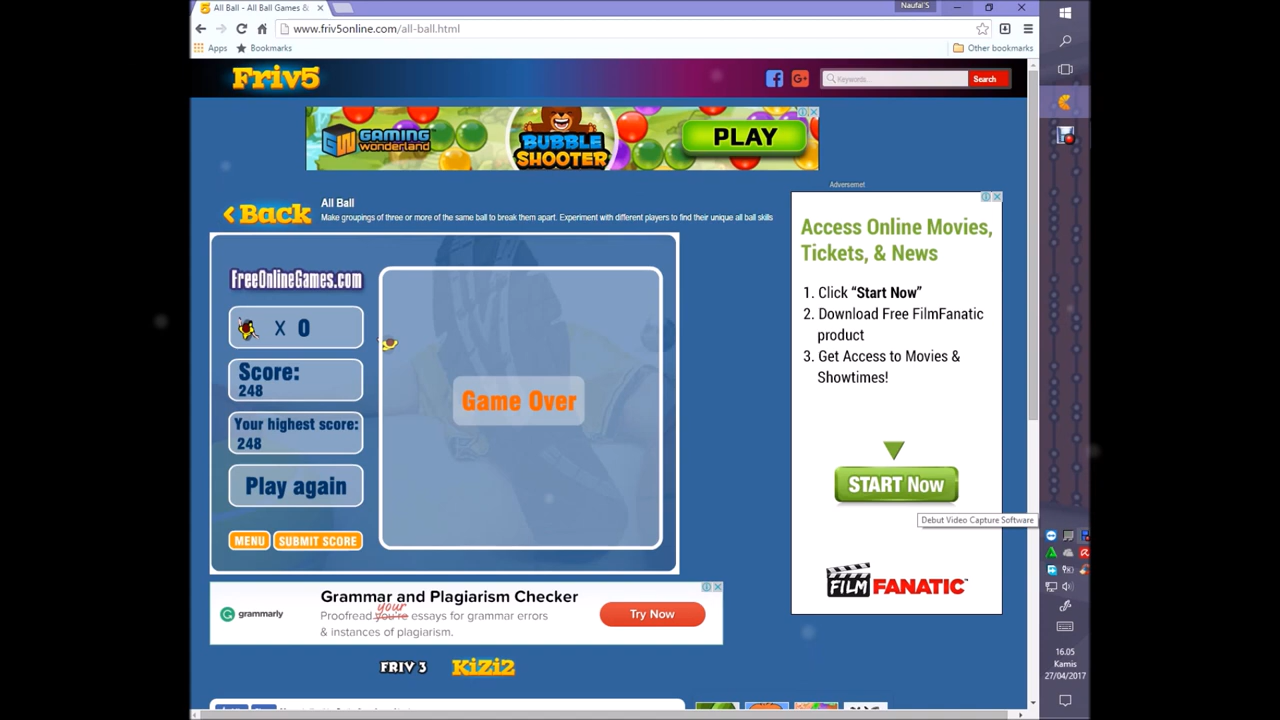 All Ball - All Ball Games &
Naufal'S
www.friv5online.com/all-ball.html
Apps
Bookmarks
Other bookmarks
Friv5
Keywords...
Search
GAMING
WONDERLAND
BUBBLE
SHOOTER
PLAY
Adversemet
< Back
All Ball
Make groupings of three or more of the same ball to break them apart. Experiment with different players to find their unique all ball skills
FreeOnlineGames.com
X 0
Score:
248
Your highest score:
248
Play again
MENU
SUBMIT SCORE
Game Over
Access Online Movies,
Tickets, & News
1. Click “Start Now”
2. Download Free FilmFanatic
product
3. Get Access to Movies &
Showtimes!
START Now
Debut Video Capture Software
FILM FANATIC
grammarly
Grammar and Plagiarism Checker
your
Proofread you're essays for grammar errors
& instances of plagiarism.
Try Now
FRIV 3
KiZi2
16.05
Kamis
27/04/2017